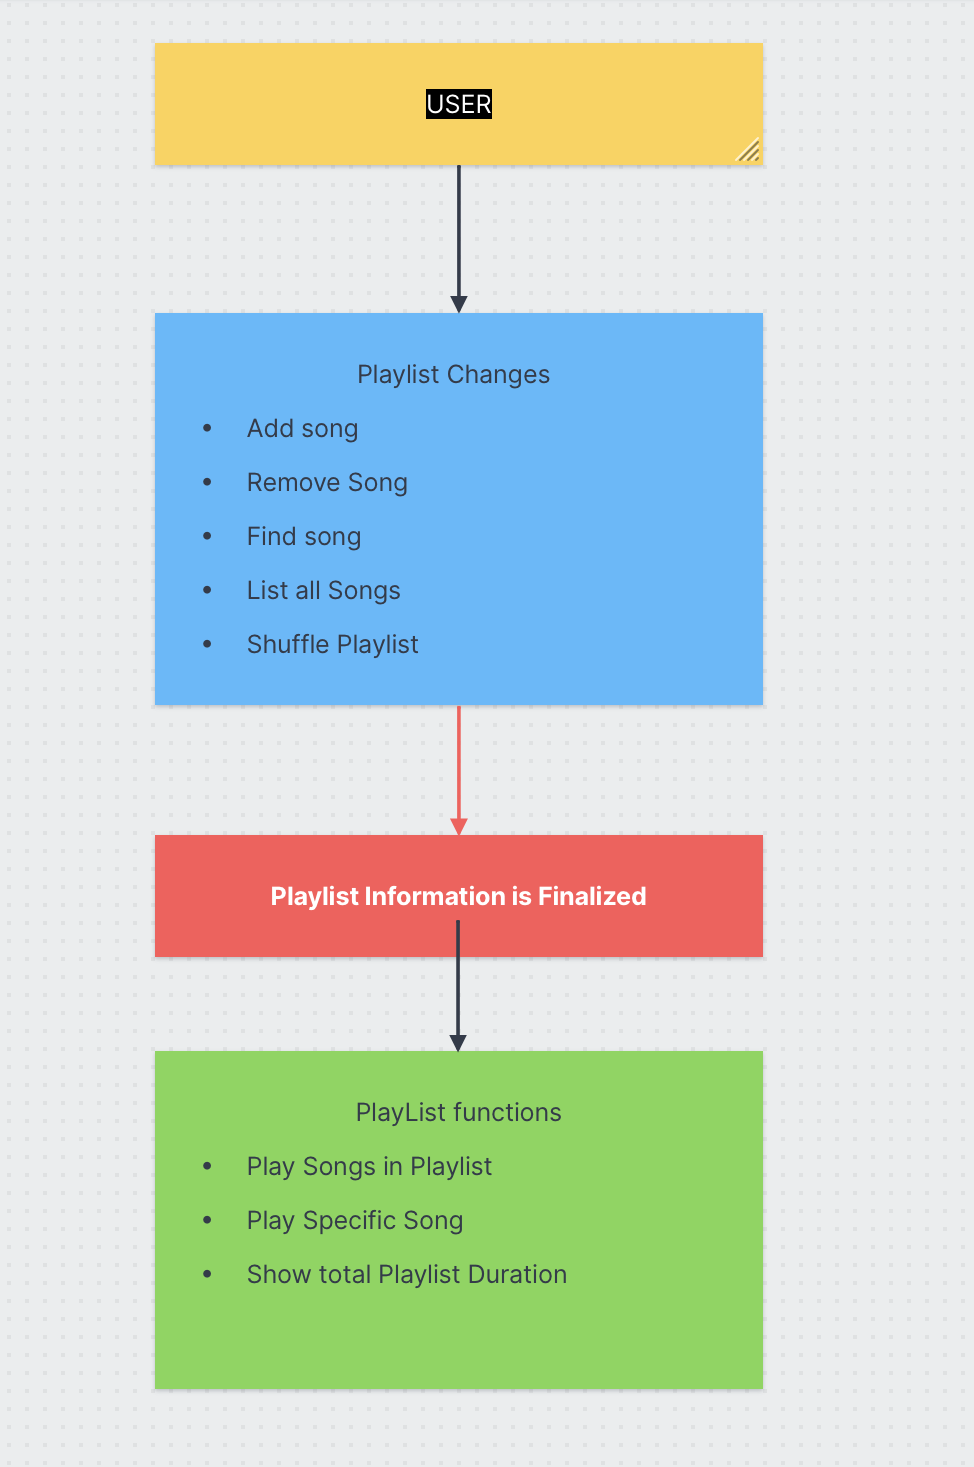 USER
Playlist Changes
• Add song
• Remove Song
• Find song
• List all Songs
• Shuffle Playlist
Playlist Information is Finalized
PlayList functions
• Play Songs in Playlist
• Play Specific Song
• Show total Playlist Duration